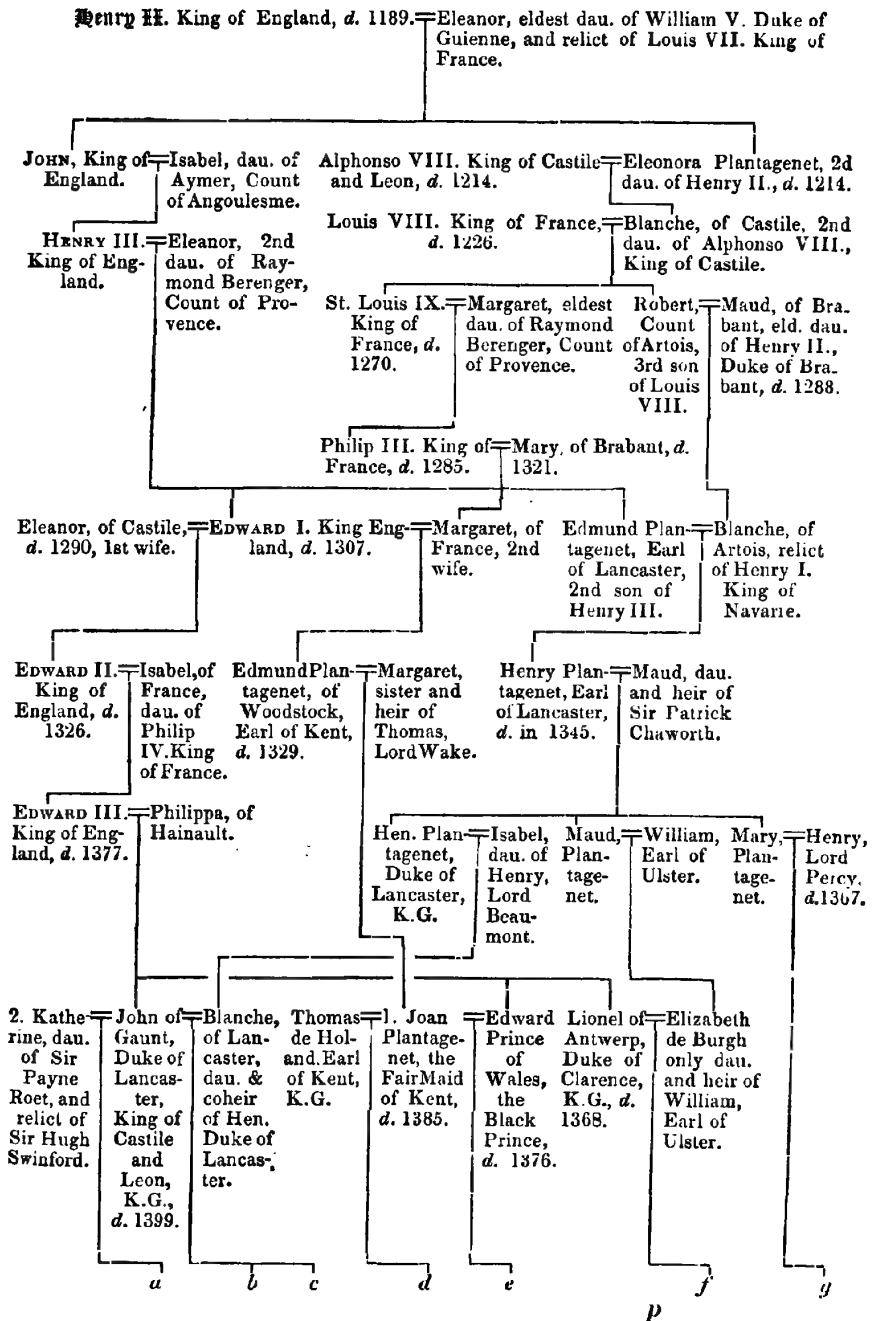 Henry II. King of England, d. 1189.=Eleanor, eldest dau. of William V. Duke of
Guienne, and relict of Louis VII. King of
France.
JOHN, King of=Isabel, dau. of
England. Aymer, Count
of Angoulesme.
Alphonso VIII. King of Castile=Eleonora Plantagenet, 2d
and Leon, d. 1214. dau. of Henry II., d. 1214.
Louis VIII. King of France,=Blanche, of Castile, 2nd
d. 1226. dau. of Alphonso VIII.,
King of Castile.
HENRY III.=Eleanor, 2nd
King of Eng- dau. of Ray-
land. mond Berenger,
Count of Pro-
vence.
St. Louis IX.=Margaret, eldest
King of dau. of Raymond
France, d. Berenger, Count
1270. of Provence.
Robert,=Maud, of Bra-
Count bant, eld. dau.
of Artois, of Henry II.,
3rd son Duke of Bra-
of Louis bant, d. 1288.
VIII.
Philip III. King of=Mary, of Brabant, d.
France, d. 1285. 1321.
Eleanor, of Castile,=EDWARD I. King Eng-=Margaret, of
d. 1290, 1st wife. land, d. 1307. France, 2nd
wife.
Edmund Plan-=Blanche, of
tagenet, Earl Artois, relict
of Lancaster, of Henry I.
2nd son of King of
Henry III. Navarre.
EDWARD II.=Isabel, of
King of France,
England, d. dau. of
1326. Philip
IV. King
of France.
Edmund Plan-=Margaret,
tagenet, of sister and
Woodstock, heir of
Earl of Kent, Thomas,
d. 1329. Lord Wake.
Henry Plan-=Maud, dau.
tagenet, Earl and heir of
of Lancaster, Sir Patrick
d. in 1345. Chaworth.
EDWARD III.=Philippa, of
King of Eng- Hainault.
land, d. 1377.
Hen. Plan-=Isabel,
tagenet, dau. of
Duke of Henry,
Lancaster, Lord
K.G. Beau-
mont.
Maud,=William,
Plan- Earl of
tage- Ulster.
net.
Mary,=Henry,
Plan- Lord
tage- Percy,
net. d. 1367.
2. Kathe-=John of=Blanche,
rine, dau. Gaunt, of Lan-
of Sir Duke of caster,
Payne Lancas- dau. &
Roet, and ter, coheir
relict of King of of Hen.
Sir Hugh Castile Duke of
Swinford. and Lancas-
Leon, ter.
K.G.,
d. 1399.
Thomas=1. Joan=Edward
de Hol- Plantage- Prince
and, Earl net, the of
of Kent, Fair Maid Wales,
K.G. of Kent, the
d. 1385. Black
Prince,
d. 1376.
Lionel of=Elizabeth
Antwerp, de Burgh
Duke of only dau.
Clarence, and heir of
K.G., d. William,
1368. Earl of
Ulster.
a b c d e f g
p